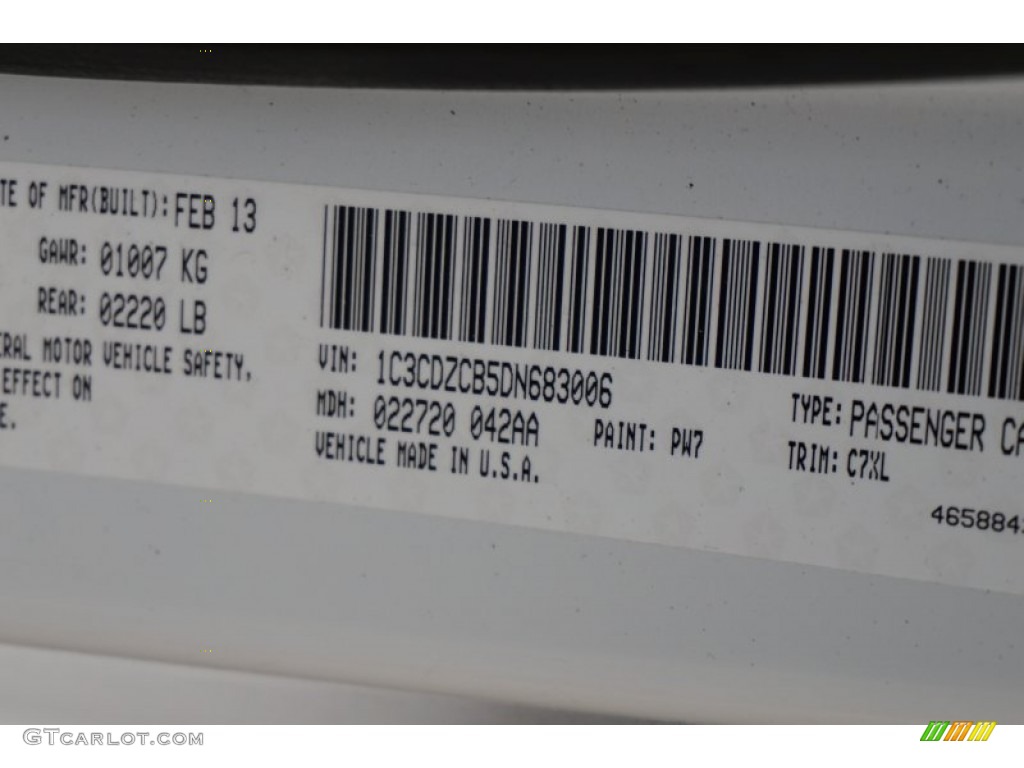 TE OF MFR(BUILT): FEB 13
GAWR: 01007 KG
REAR: 02220 LB
ERAL MOTOR VEHICLE SAFETY,
EFFECT ON
E.
VIN: 1C3CDZCB5DN683006
MDH: 022720 042AA
PAINT: PW7
VEHICLE MADE IN U.S.A.
TYPE: PASSENGER CA
TRIM: C7XL
465884
GTcarlot.com